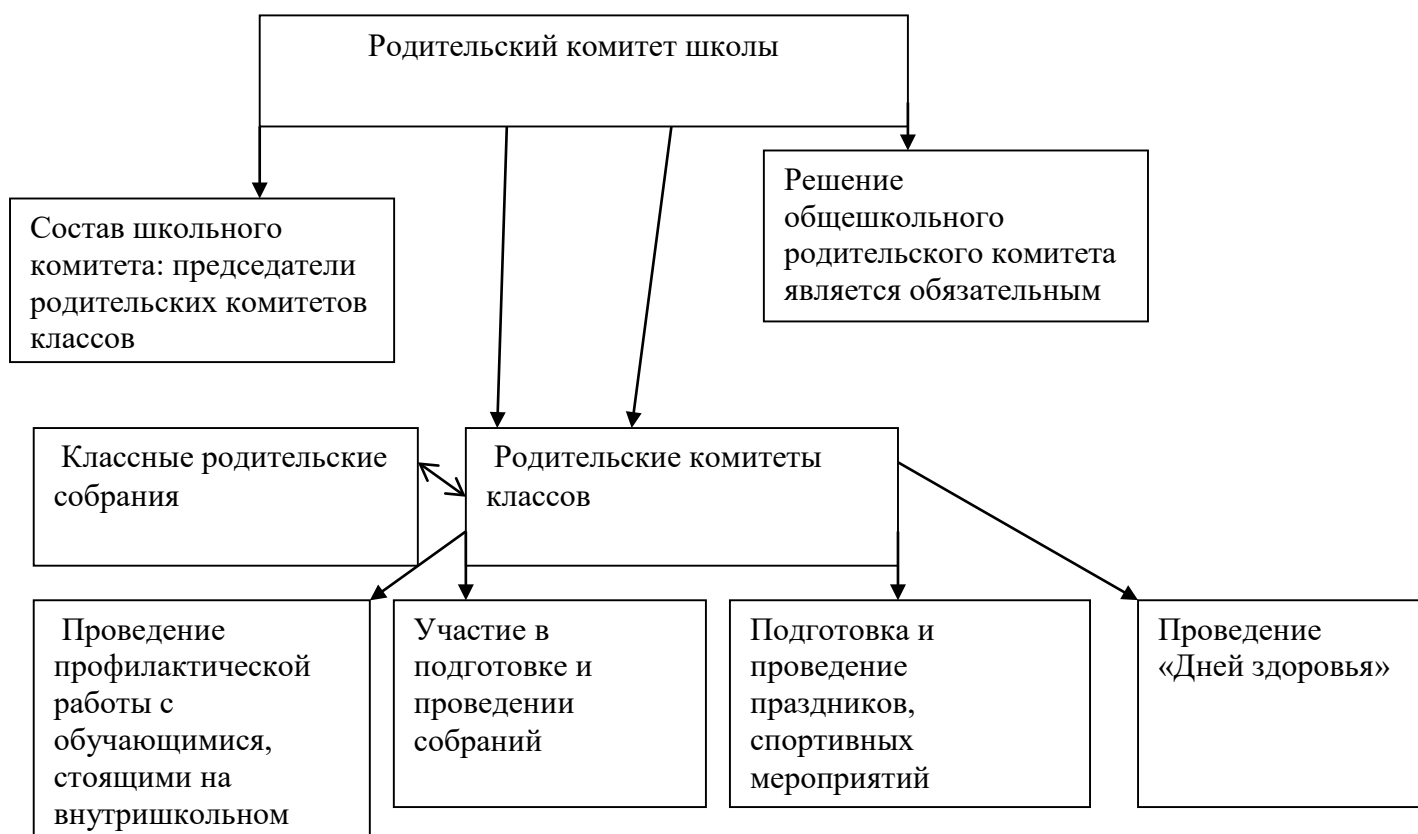 Родительский комитет школы
Состав школьного
комитета: председатели
родительских комитетов
классов
Решение
общешкольного
родительского комитета
является обязательным
Классные родительские
собрания
Родительские комитеты
классов
Проведение
профилактической
работы с
обучающимися,
стоящими на
внутришкольном
Участие в
подготовке и
проведении
собраний
Подготовка и
проведение
праздников,
спортивных
мероприятий
Проведение
«Дней здоровья»